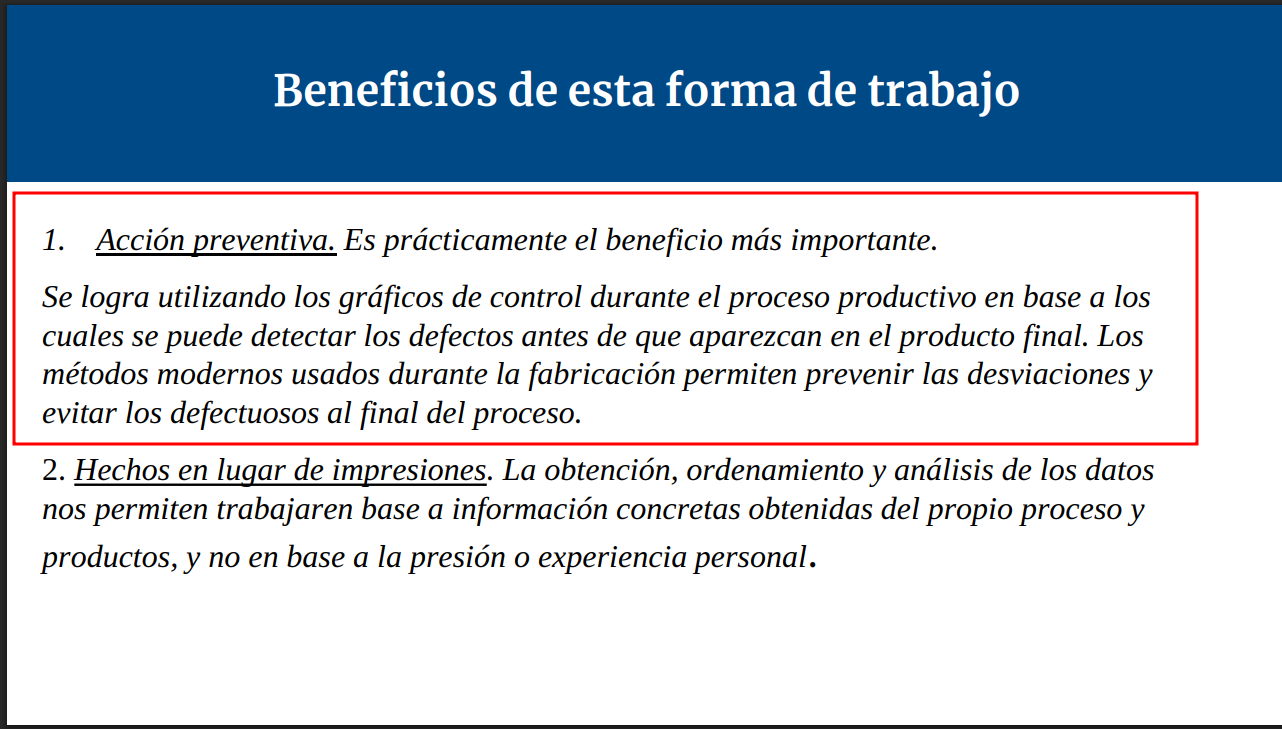 Beneficios de esta forma de trabajo
1. Acción preventiva. Es prácticamente el beneficio más importante.
Se logra utilizando los gráficos de control durante el proceso productivo en base a los
cuales se puede detectar los defectos antes de que aparezcan en el producto final. Los
métodos modernos usados durante la fabricación permiten prevenir las desviaciones y
evitar los defectuosos al final del proceso.
2. Hechos en lugar de impresiones. La obtención, ordenamiento y análisis de los datos
nos permiten trabajaren base a información concretas obtenidas del propio proceso y
productos, y no en base a la presión o experiencia personal.